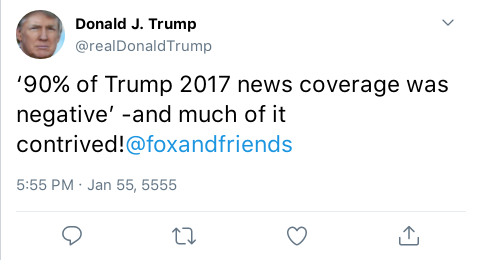 Donald J. Trump
@realDonaldTrump
‘90% of Trump 2017 news coverage was
negative’ -and much of it
contrived!@foxandfriends
5:55 PM · Jan 55, 5555